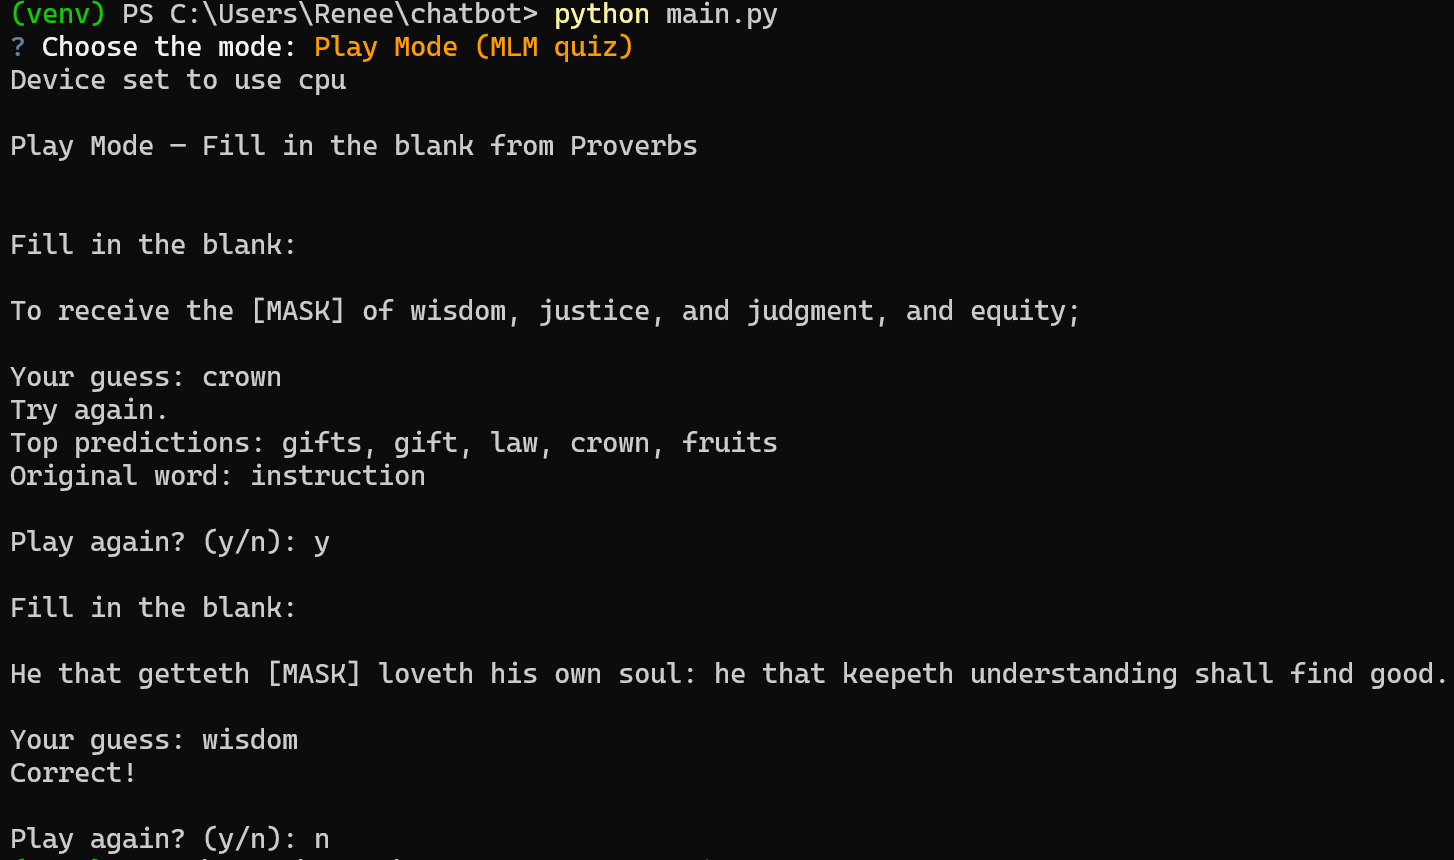 (venv) PS C:\Users\Renee\chatbot> python main.py
? Choose the mode: Play Mode (MLM quiz)
Device set to use cpu
Play Mode — Fill in the blank from Proverbs
Fill in the blank:
To receive the [MASK] of wisdom, justice, and judgment, and equity;
Your guess: crown
Try again.
Top predictions: gifts, gift, law, crown, fruits
Original word: instruction
Play again? (y/n): y
Fill in the blank:
He that getteth [MASK] loveth his own soul: he that keepeth understanding shall find good.
Your guess: wisdom
Correct!
Play again? (y/n): n